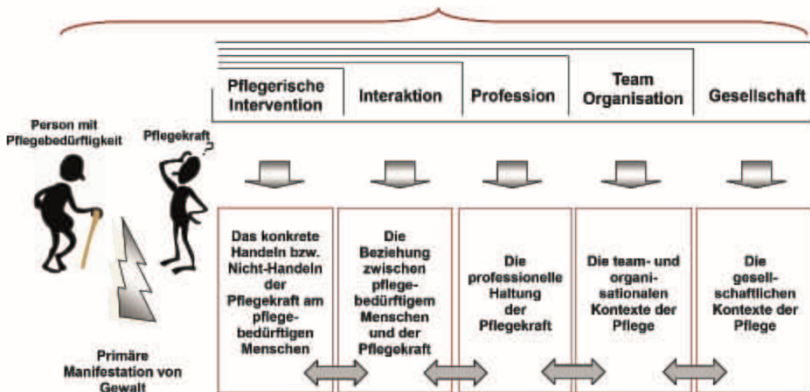 Pflegerische
Intervention
Interaktion
Profession
Team
Organisation
Gesellschaft
Person mit
Pflegebedürftigkeit
Pflegekraft
?
Das konkrete
Handeln bzw.
Nicht-Handeln
der
Pflegekraft am
pflege-
bedürftigen
Menschen
Die
Beziehung
zwischen
pflege-
bedürftigem
Menschen
und der
Pflegekraft
Die
professionelle
Haltung
der
Pflegekraft
Die team- und
organi-
sationalen
Kontexte der
Pflege
Die
gesell-
schaftlichen
Kontexte der
Pflege
Primäre
Manifestation von
Gewalt